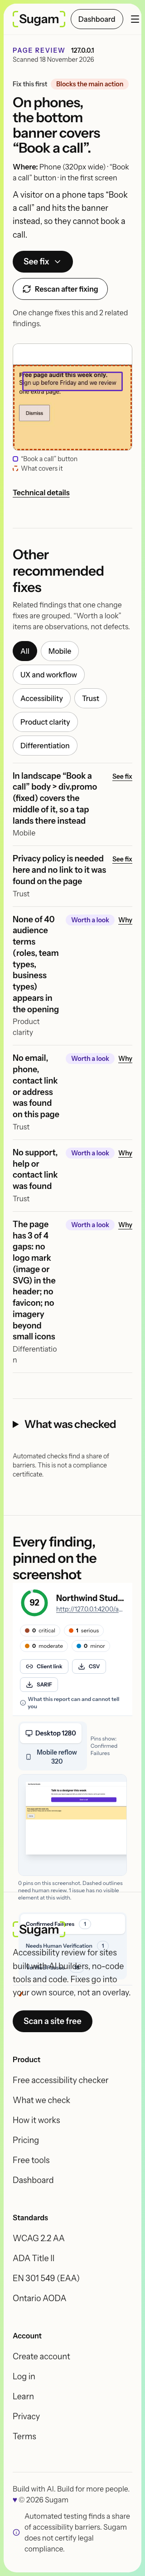 Sugam
Dashboard
PAGE REVIEW 127.0.0.1
Scanned 18 November 2026
Fix this first
Blocks the main action
On phones,
the bottom
banner covers
“Book a call”.
Where: Phone (320px wide) · “Book
a call” button · in the first screen
A visitor on a phone taps “Book
a call” and hits the banner
instead, so they cannot book a
call.
See fix
Rescan after fixing
One change fixes this and 2 related
findings.
Free page audit this week only.
Sign up before Friday and we review
one extra page.
Dismiss
“Book a call” button
What covers it
Technical details
Other
recommended
fixes
Related findings that one change
fixes are grouped. “Worth a look”
items are observations, not defects.
All
Mobile
UX and workflow
Accessibility
Trust
Product clarity
Differentiation
In landscape “Book a
call” body > div.promo
(fixed) covers the
middle of it, so a tap
lands there instead
See fix
Mobile
Privacy policy is needed
here and no link to it was
found on the page
See fix
Trust
None of 40
audience
terms
(roles, team
types,
business
types)
appears in
the opening
Worth a look
Why
Product
clarity
No email,
phone,
contact link
or address
was found
on this page
Worth a look
Why
Trust
No support,
help or
contact link
was found
Worth a look
Why
Trust
The page
has 3 of 4
gaps: no
logo mark
(image or
SVG) in the
header; no
favicon; no
imagery
beyond
small icons
Worth a look
Why
Differentiatio
n
What was checked
Automated checks find a share of
barriers. This is not a compliance
certificate.
Every finding,
pinned on the
screenshot
92
Northwind Stud...
http://127.0.0.1:4200/a...
0 critical
1 serious
0 moderate
0 minor
Client link
CSV
SARIF
What this report can and cannot tell
you
Desktop 1280
Mobile reflow
320
Pins show:
Confirmed
Failures
Talk to a designer this week
0 pins on this screenshot. Dashed outlines
need human review. 1 issue has no visible
element at this width.
Confirmed Failures 1
Needs Human Verification 1
Sugam
Accessibility review for sites
built with AI builders, no-code
tools and code. Fixes go into
your own source, not an overlay.
Scan a site free
Product
Free accessibility checker
What we check
How it works
Pricing
Free tools
Dashboard
Standards
WCAG 2.2 AA
ADA Title II
EN 301 549 (EAA)
Ontario AODA
Account
Create account
Log in
Learn
Privacy
Terms
Build with AI. Build for more people.
♥ © 2026 Sugam
Automated testing finds a share
of accessibility barriers. Sugam
does not certify legal
compliance.